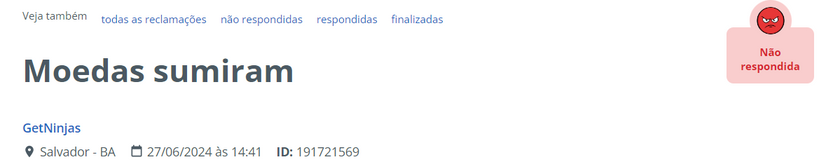 Veja também todas as reclamações não respondidas respondidas finalizadas
Não
respondida
Moedas sumiram
GetNinjas
Salvador - BA 27/06/2024 às 14:41 ID: 191721569